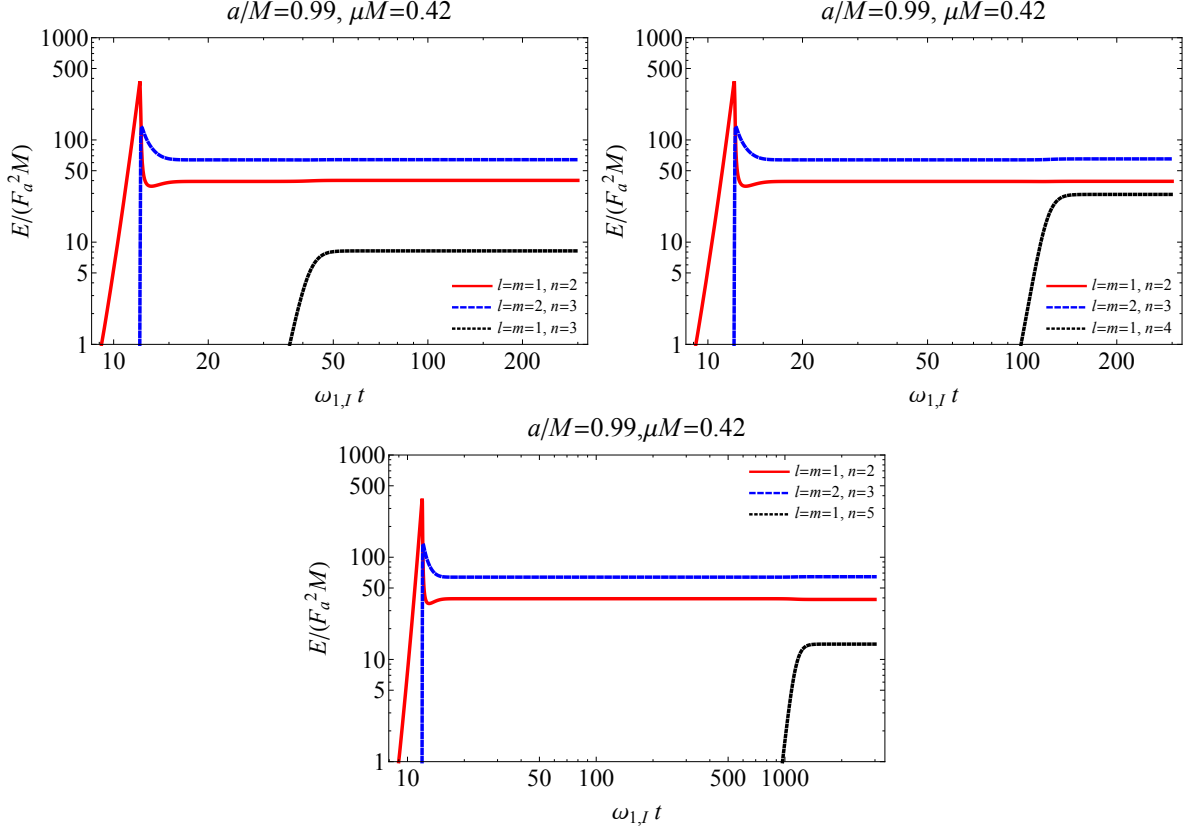 a/M=0.99, μM=0.42
1000
500
100
50
10
5
1
E/(F_a^2 M)
l=m=1, n=2
l=m=2, n=3
l=m=1, n=3
10 20 50 100 200
ω_{1,I} t
a/M=0.99, μM=0.42
1000
500
100
50
10
5
1
E/(F_a^2 M)
l=m=1, n=2
l=m=2, n=3
l=m=1, n=4
10 20 50 100 200
ω_{1,I} t
a/M=0.99,μM=0.42
1000
500
100
50
10
5
1
E/(F_a^2 M)
l=m=1, n=2
l=m=2, n=3
l=m=1, n=5
10 50 100 500 1000
ω_{1,I} t